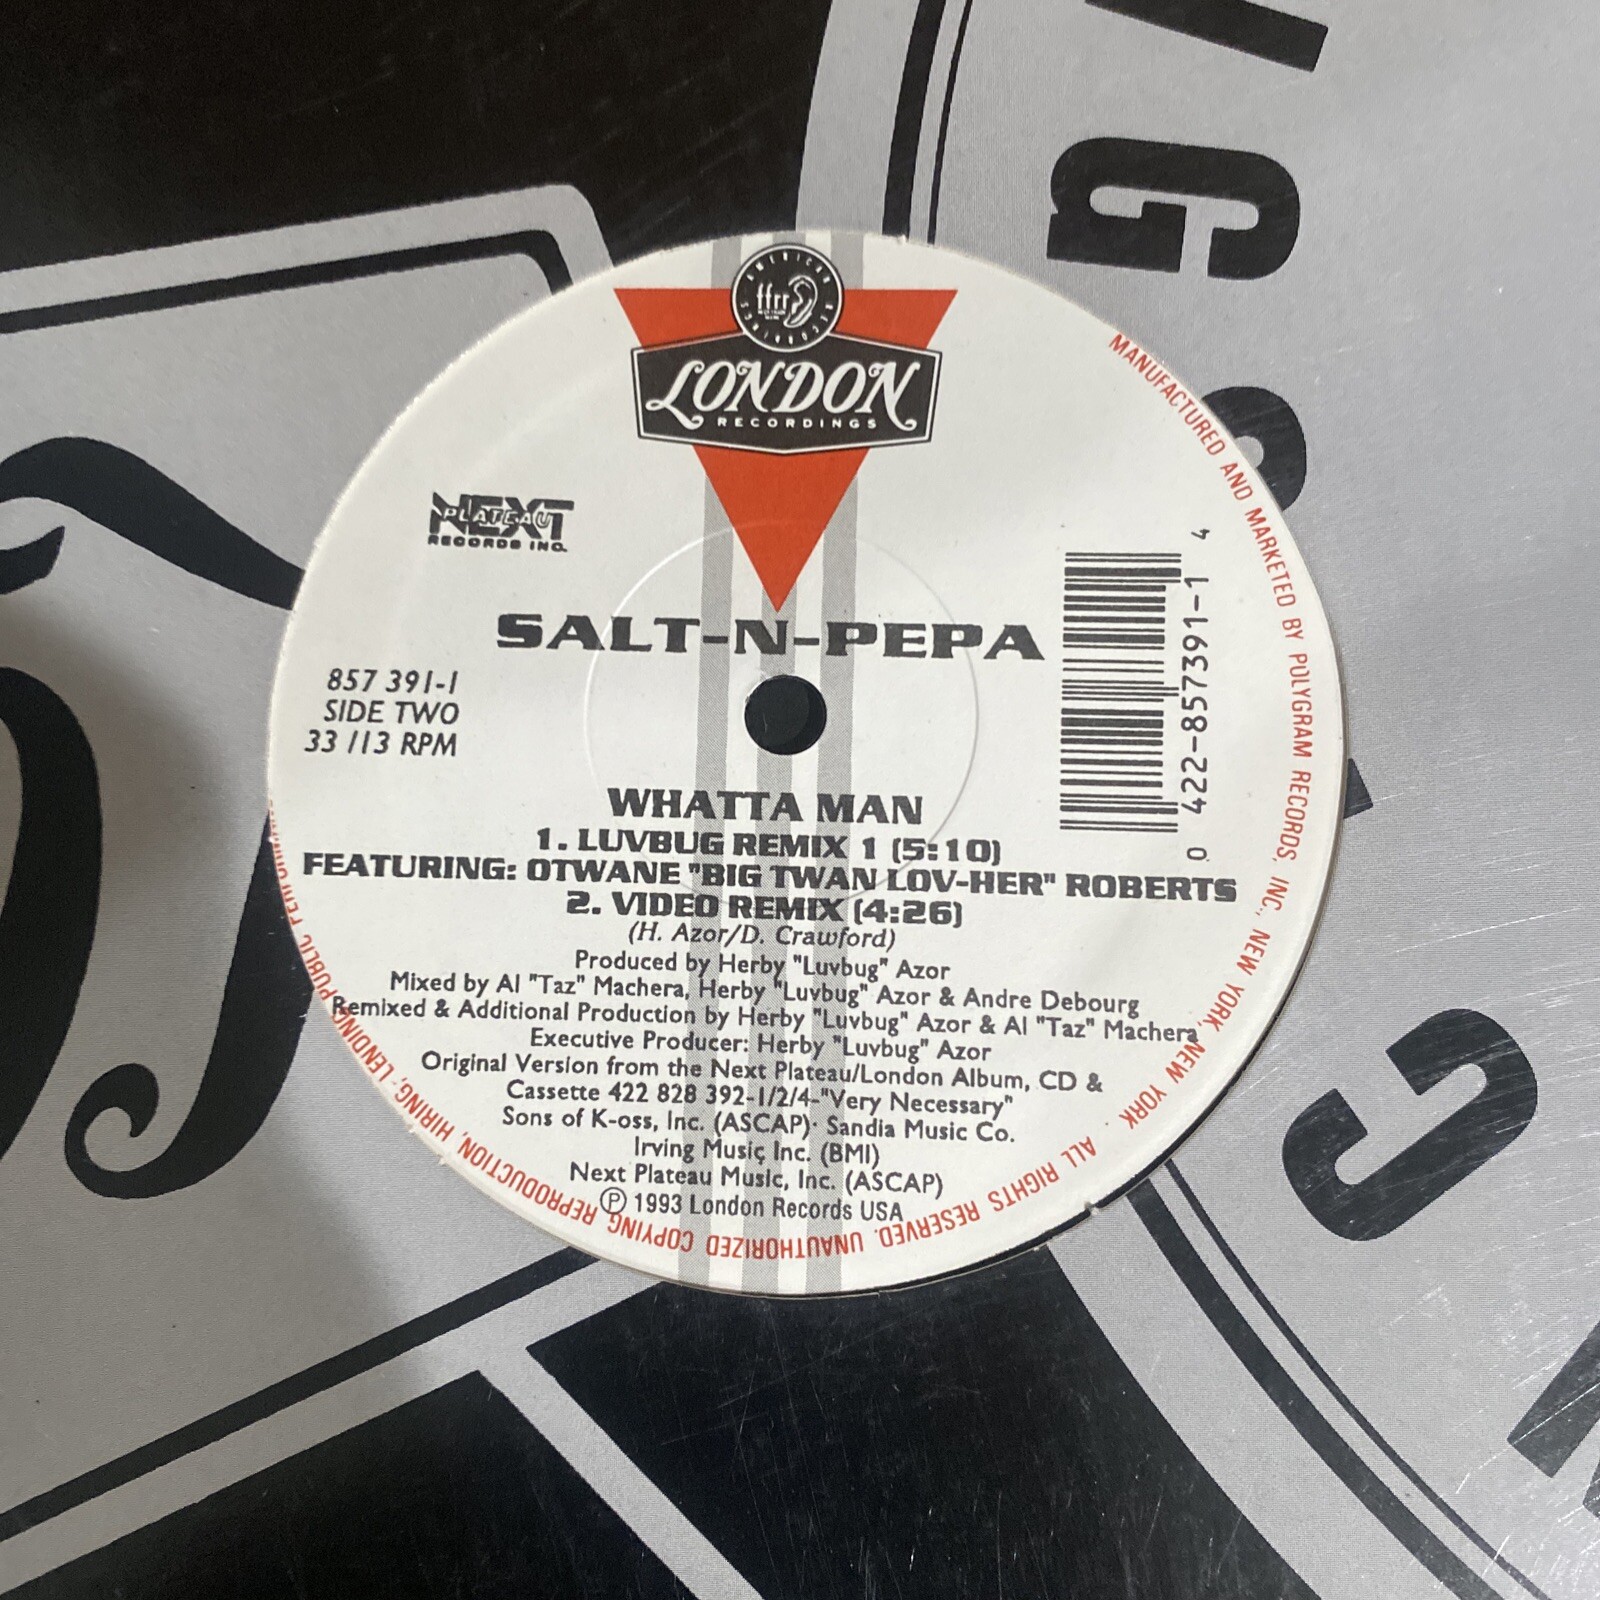 AMERICAN RECORDINGS
ffrr
LONDON
RECORDINGS
NEXT
PLATEAU
RECORDS INC.
SALT-N-PEPA
857 391-1
SIDE TWO
33 1/13 RPM
0 422-857391-1 4
WHATTA MAN
1. LUVBUG REMIX 1 (5:10)
FEATURING: OTWANE "BIG TWAN LOV-HER" ROBERTS
2. VIDEO REMIX (4:26)
(H. Azor/D. Crawford)
Produced by Herby "Luvbug" Azor
Mixed by Al "Taz" Machera, Herby "Luvbug" Azor & Andre Debourg
Remixed & Additional Production by Herby "Luvbug" Azor & Al "Taz" Machera
Executive Producer: Herby "Luvbug" Azor
Original Version from the Next Plateau/London Album, CD &
Cassette 422 828 392-1/2/4-"Very Necessary"
Sons of K-oss, Inc. (ASCAP)· Sandia Music Co.
Irving Music Inc. (BMI)
Next Plateau Music, Inc. (ASCAP)
℗ 1993 London Records USA
MANUFACTURED AND MARKETED BY POLYGRAM RECORDS, INC., NEW YORK, NEW YORK · ALL RIGHTS RESERVED. UNAUTHORIZED COPYING, REPRODUCTION, HIRING, LENDING, PUBLIC